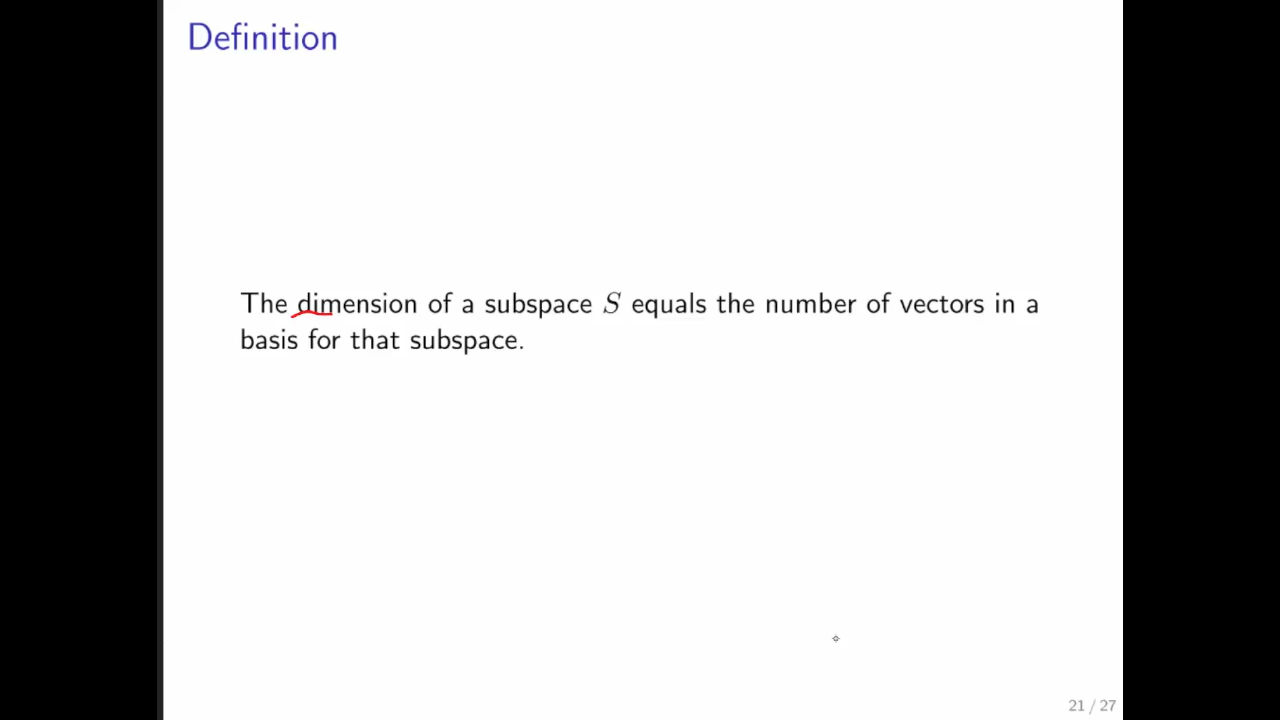 Definition
The dimension of a subspace S equals the number of vectors in a
basis for that subspace.
21 / 27